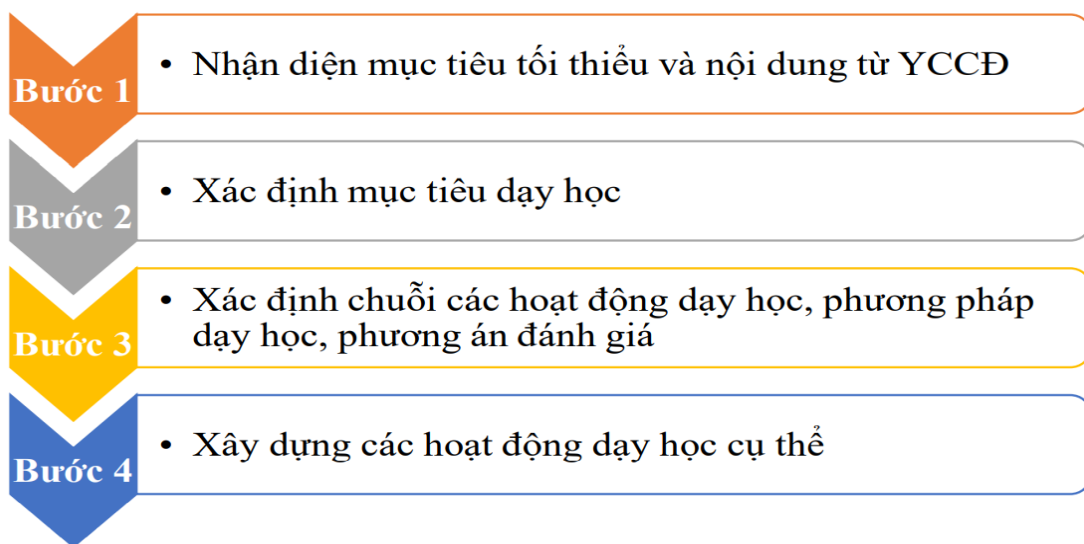 Bước 1
• Nhận diện mục tiêu tối thiểu và nội dung từ YCCĐ
Bước 2
• Xác định mục tiêu dạy học
Bước 3
• Xác định chuỗi các hoạt động dạy học, phương pháp
dạy học, phương án đánh giá
Bước 4
• Xây dựng các hoạt động dạy học cụ thể